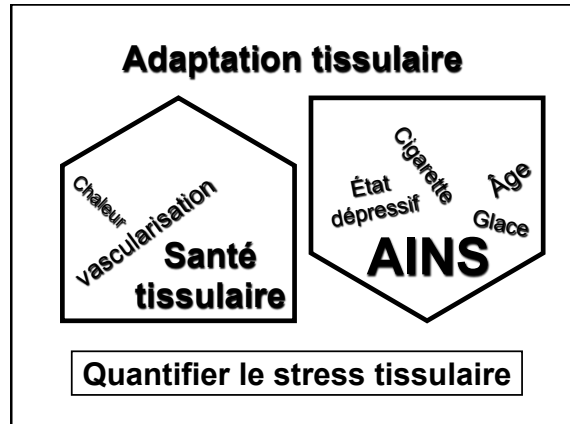 Adaptation tissulaire
Chaleur
vascularisation
Santé
tissulaire
Cigarette
État
dépressif
Âge
Glace
AINS
Quantifier le stress tissulaire